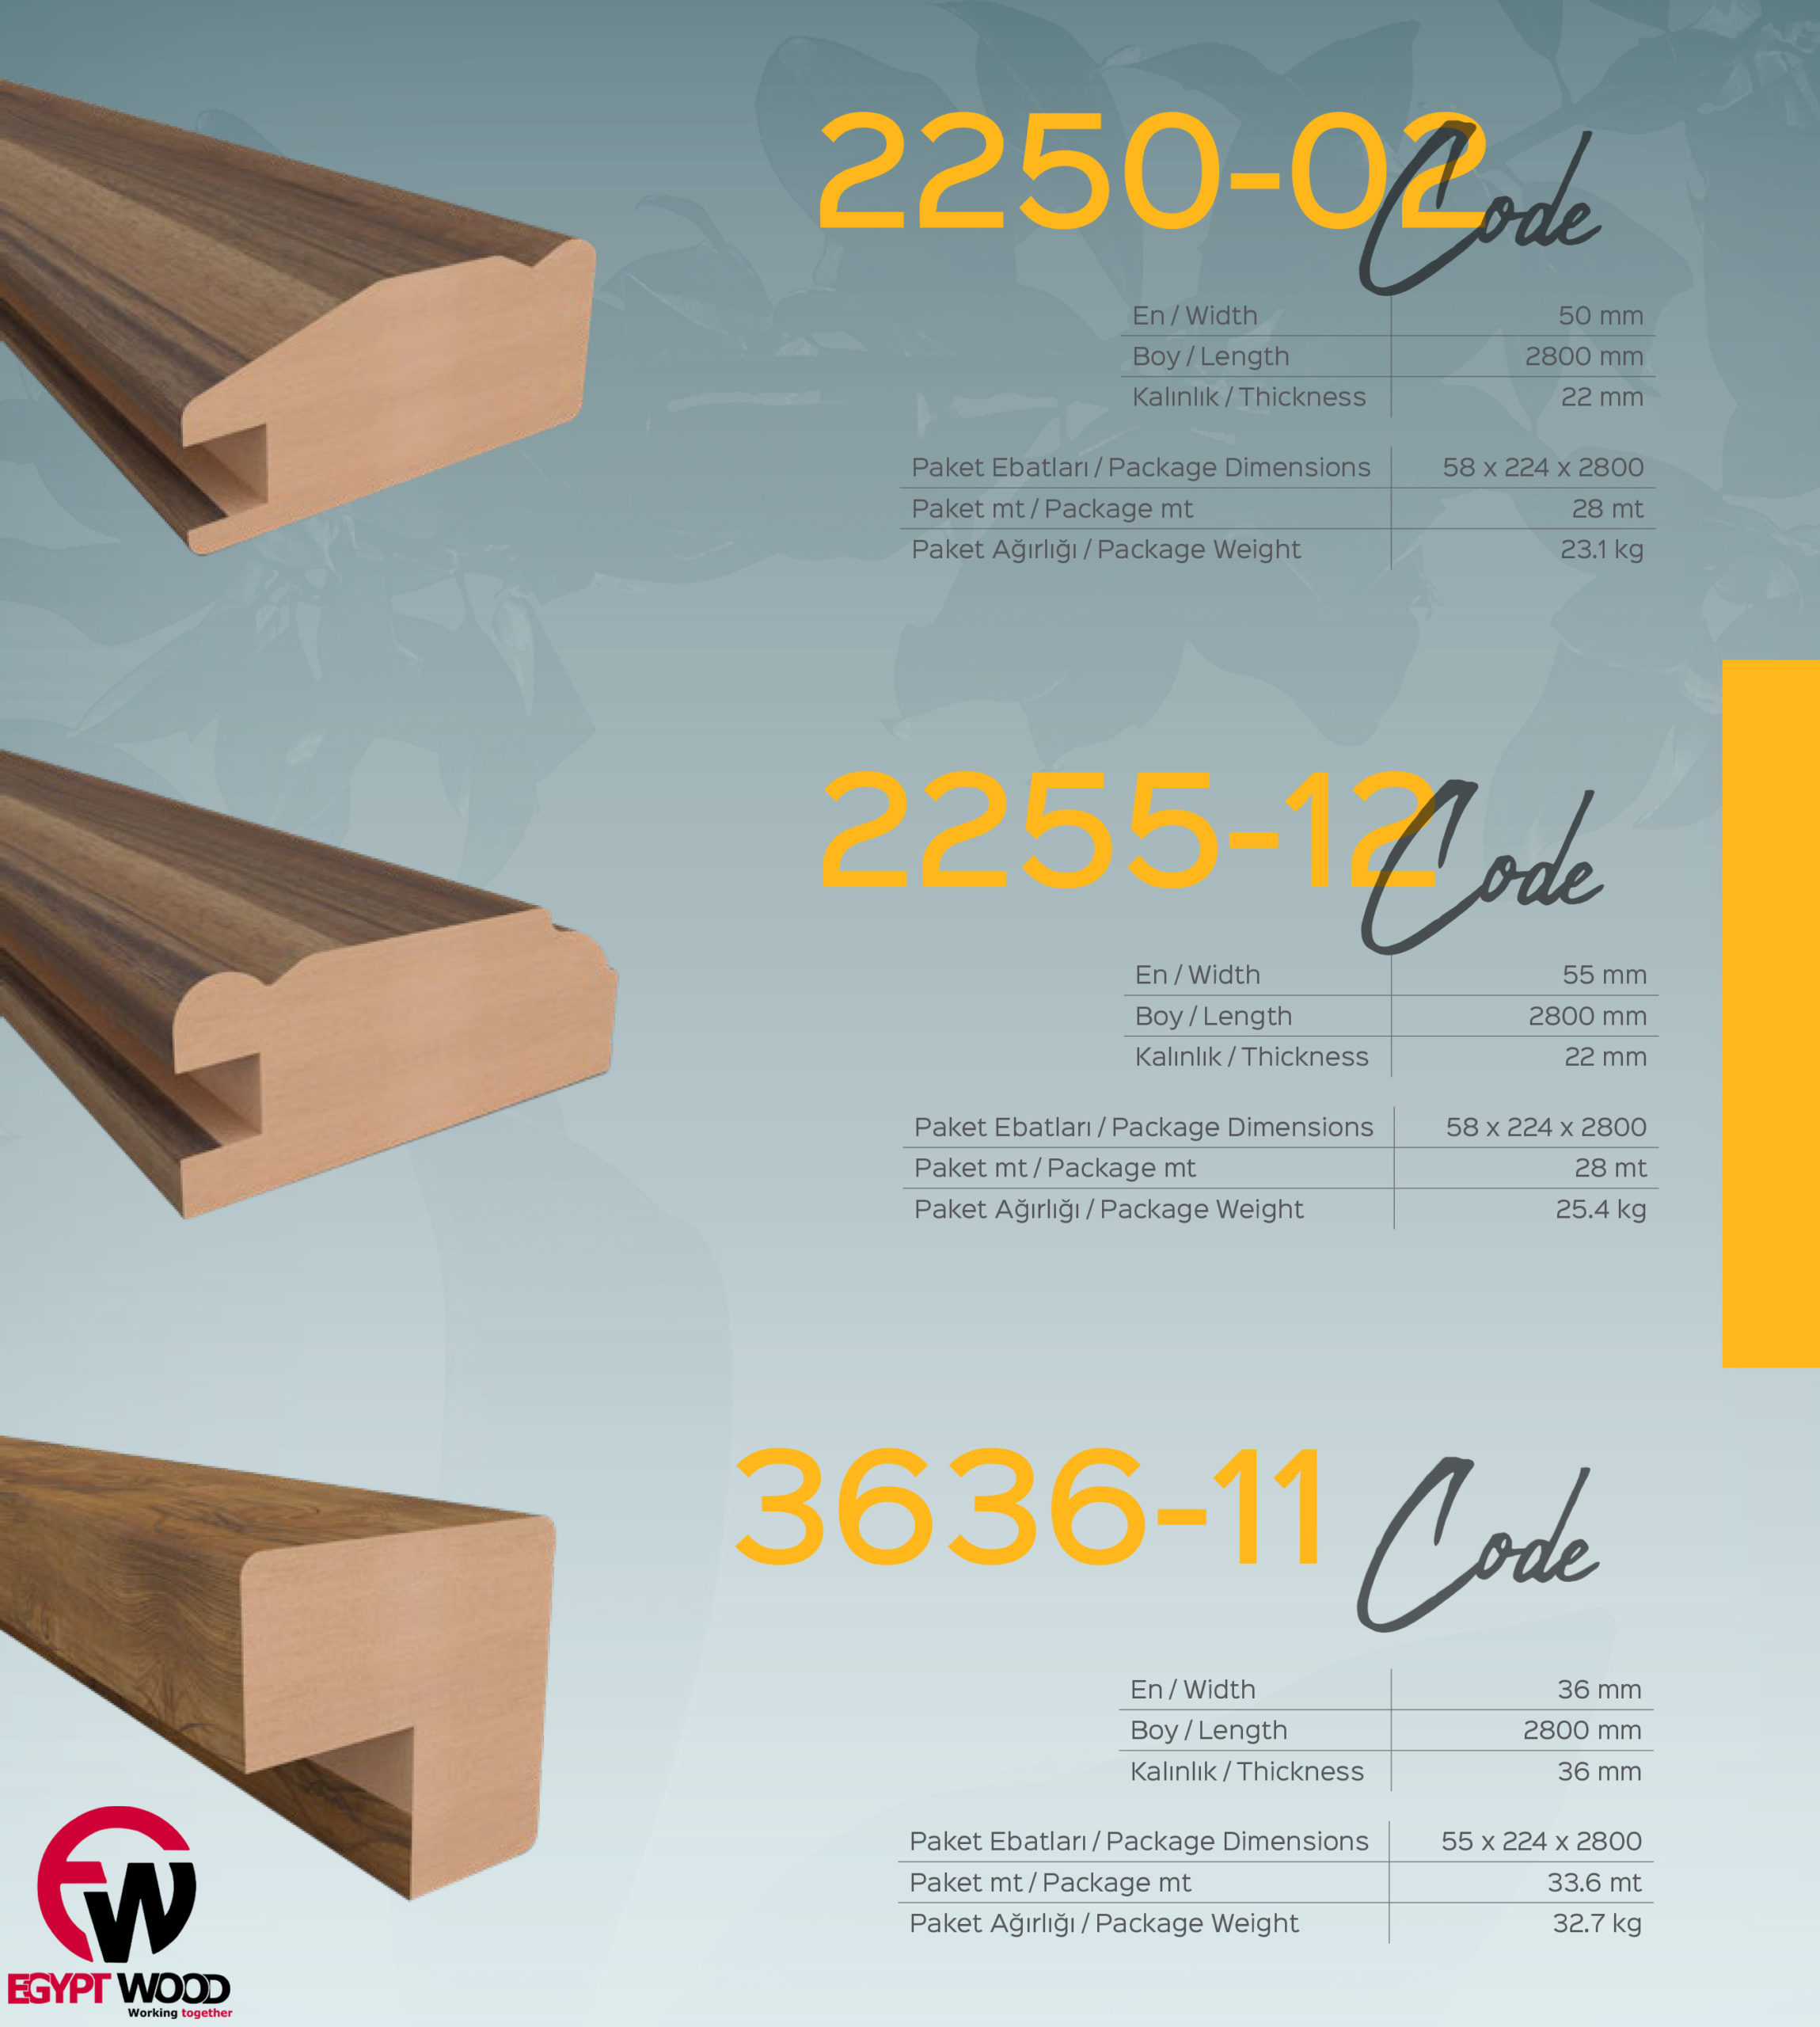 2250-02 Code
En / Width 50 mm
Boy / Length 2800 mm
Kalınlık / Thickness 22 mm
Paket Ebatları / Package Dimensions 58 x 224 x 2800
Paket mt / Package mt 28 mt
Paket Ağırlığı / Package Weight 23.1 kg
2255-12 Code
En / Width 55 mm
Boy / Length 2800 mm
Kalınlık / Thickness 22 mm
Paket Ebatları / Package Dimensions 58 x 224 x 2800
Paket mt / Package mt 28 mt
Paket Ağırlığı / Package Weight 25.4 kg
3636-11 Code
En / Width 36 mm
Boy / Length 2800 mm
Kalınlık / Thickness 36 mm
Paket Ebatları / Package Dimensions 55 x 224 x 2800
Paket mt / Package mt 33.6 mt
Paket Ağırlığı / Package Weight 32.7 kg
EW
EGYPT WOOD
Working together